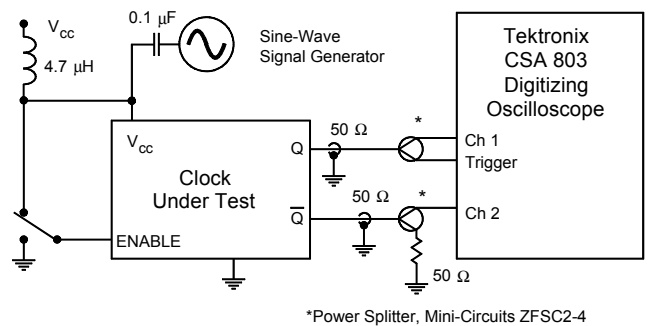 0.1 µF
Vcc
4.7 µH
Sine-Wave
Signal Generator
Tektronix
CSA 803
Digitizing
Oscilloscope
*
50 Ω
Ch 1
Trigger
Vcc
Q
Clock
Under Test
50 Ω
*
Q̅
Ch 2
ENABLE
50 Ω
*Power Splitter, Mini-Circuits ZFSC2-4